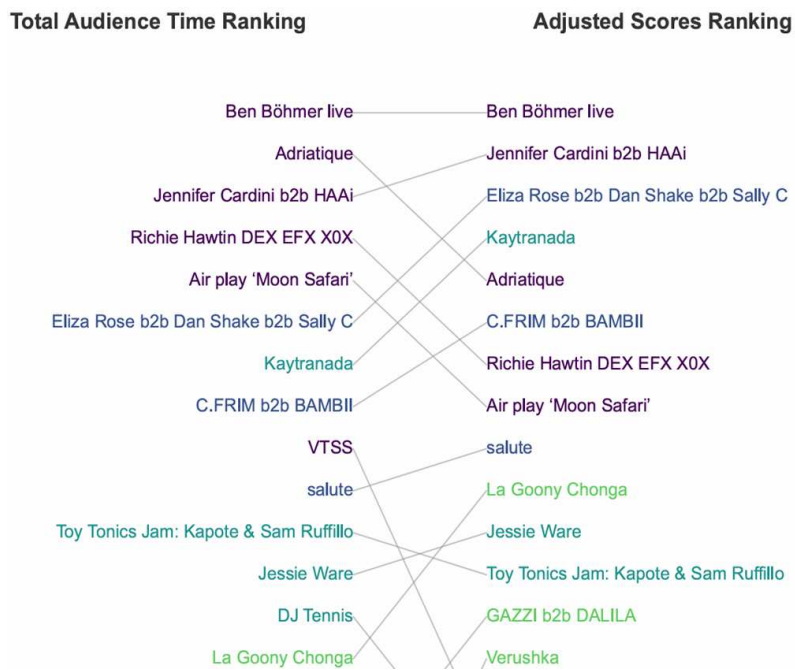 Total Audience Time Ranking
Adjusted Scores Ranking
Ben Böhmer live
Ben Böhmer live
Adriatique
Jennifer Cardini b2b HAAi
Jennifer Cardini b2b HAAi
Eliza Rose b2b Dan Shake b2b Sally C
Richie Hawtin DEX EFX X0X
Kaytranada
Air play ‘Moon Safari’
Adriatique
Eliza Rose b2b Dan Shake b2b Sally C
C.FRIM b2b BAMBII
Kaytranada
Richie Hawtin DEX EFX X0X
C.FRIM b2b BAMBII
Air play ‘Moon Safari’
VTSS
salute
salute
La Goony Chonga
Toy Tonics Jam: Kapote & Sam Ruffillo
Jessie Ware
Jessie Ware
Toy Tonics Jam: Kapote & Sam Ruffillo
DJ Tennis
GAZZI b2b DALILA
La Goony Chonga
Verushka